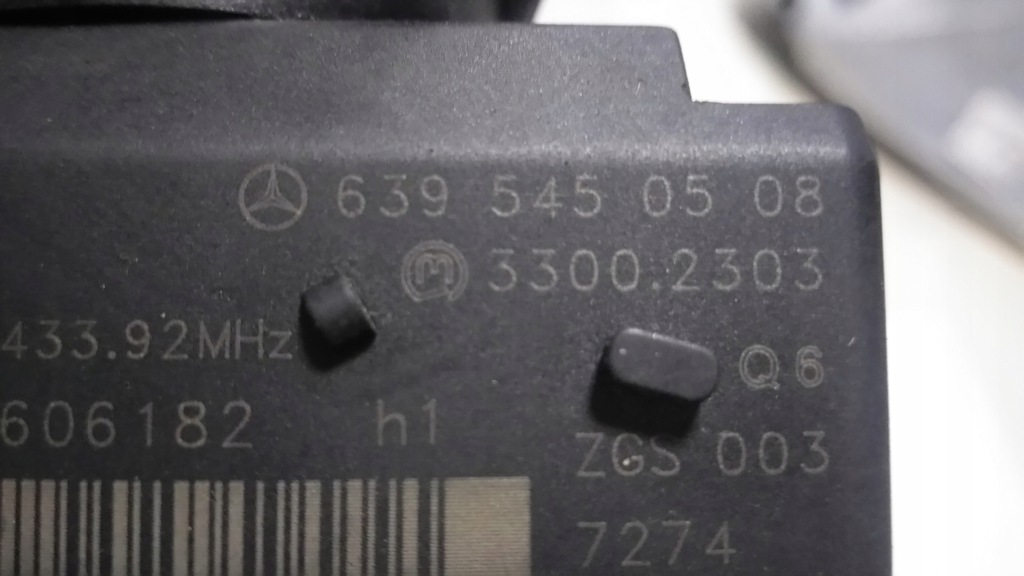 639 545 05 08
M 3300.2303
433.92MHz
Q6
606182 h1
ZGS 003
7274